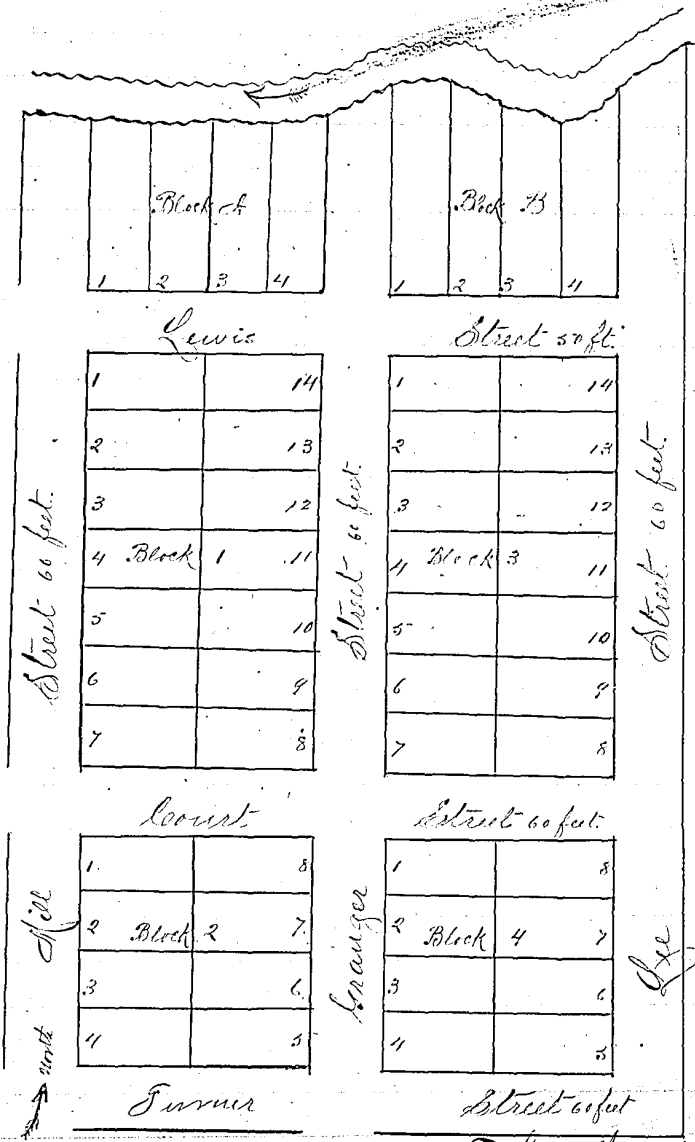 Block A Block B
1 2 3 4 1 2 3 4
Lewis Street 50 ft.
1 14 1 14
2 13 2 13
3 12 3 12
4 Block 1 11 4 Block 3 11
5 10 5 10
6 9 6 9
7 8 7 8
Street 60 feet.
Street 60 feet.
Street 60 feet.
Court Street 60 feet.
1 8 1 8
2 Block 2 7 2 Block 4 7
3 6 3 6
4 5 4 5
Mill
Granger
North
Turner Street 60 feet